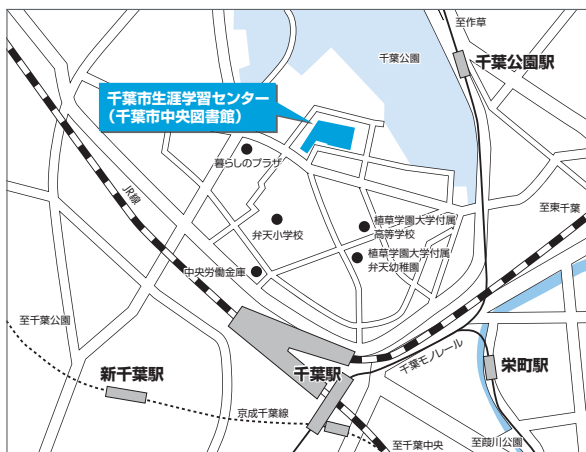 至作草
千葉公園
千葉公園駅
千葉市生涯学習センター
（千葉市中央図書館）
暮らしのプラザ
JR線
至東千葉
弁天小学校
植草学園大学付属
高等学校
植草学園大学付属
弁天幼稚園
中央労働金庫
至千葉公園
新千葉駅
千葉駅
千葉モノレール
栄町駅
京成千葉線
至千葉中央
至葭川公園